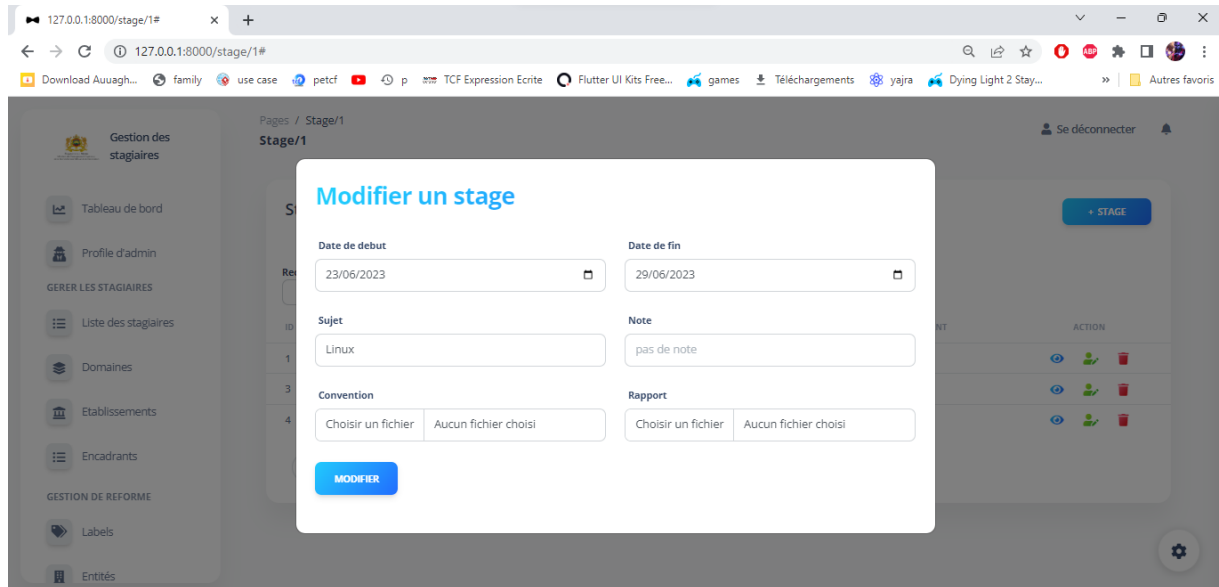 127.0.0.1:8000/stage/1#
127.0.0.1:8000/stage/1#
Download Auuagh... family use case petcf p TCF Expression Ecrite Flutter UI Kits Free... games Téléchargements yajra Dying Light 2 Stay... » Autres favoris
Gestion des
stagiaires
Pages / Stage/1
Stage/1
Se déconnecter
Tableau de bord
Profile d'admin
GERER LES STAGIAIRES
Liste des stagiaires
Domaines
Etablissements
Encadrants
GESTION DE REFORME
Labels
Entités
+ STAGE
Modifier un stage
Date de debut
Date de fin
23/06/2023
29/06/2023
Sujet
Note
Linux
pas de note
Convention
Rapport
Choisir un fichier Aucun fichier choisi
Choisir un fichier Aucun fichier choisi
MODIFIER
ID
ACTION
1
3
4